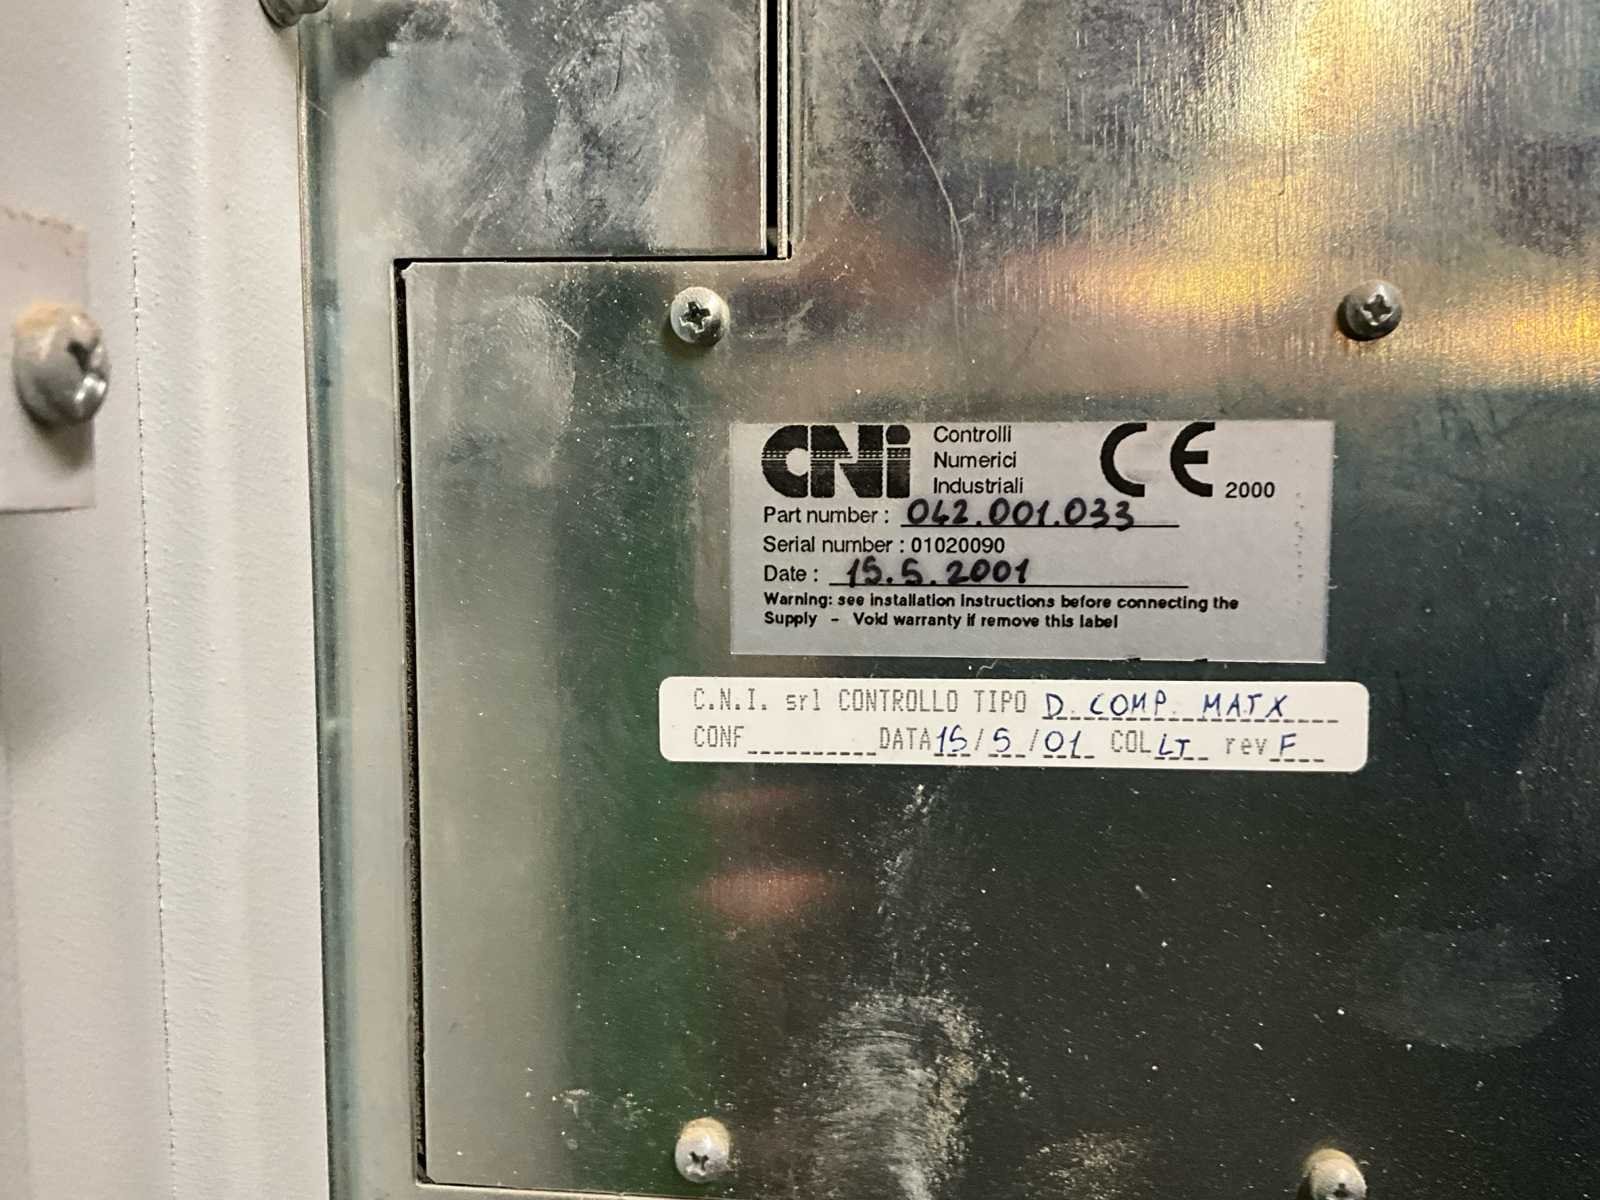 CNi Controlli
Numerici
Industriali
CE 2000
Part number : 042.001.033
Serial number : 01020090
Date : 15.5.2001
Warning: see installation instructions before connecting the
Supply - Void warranty if remove this label
C.N.I. srl CONTROLLO TIPO D. COMP. MATX
CONF__________DATA 15/5/01 COL LT rev F